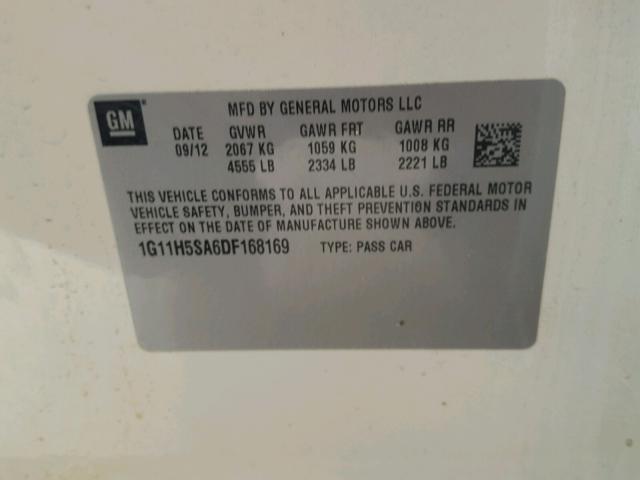 GM
MFD BY GENERAL MOTORS LLC
DATE GVWR GAWR FRT GAWR RR
09/12 2067 KG 1059 KG 1008 KG
4555 LB 2334 LB 2221 LB
THIS VEHICLE CONFORMS TO ALL APPLICABLE U.S. FEDERAL MOTOR
VEHICLE SAFETY, BUMPER, AND THEFT PREVENTION STANDARDS IN
EFFECT ON THE DATE OF MANUFACTURE SHOWN ABOVE.
1G11H5SA6DF168169 TYPE: PASS CAR